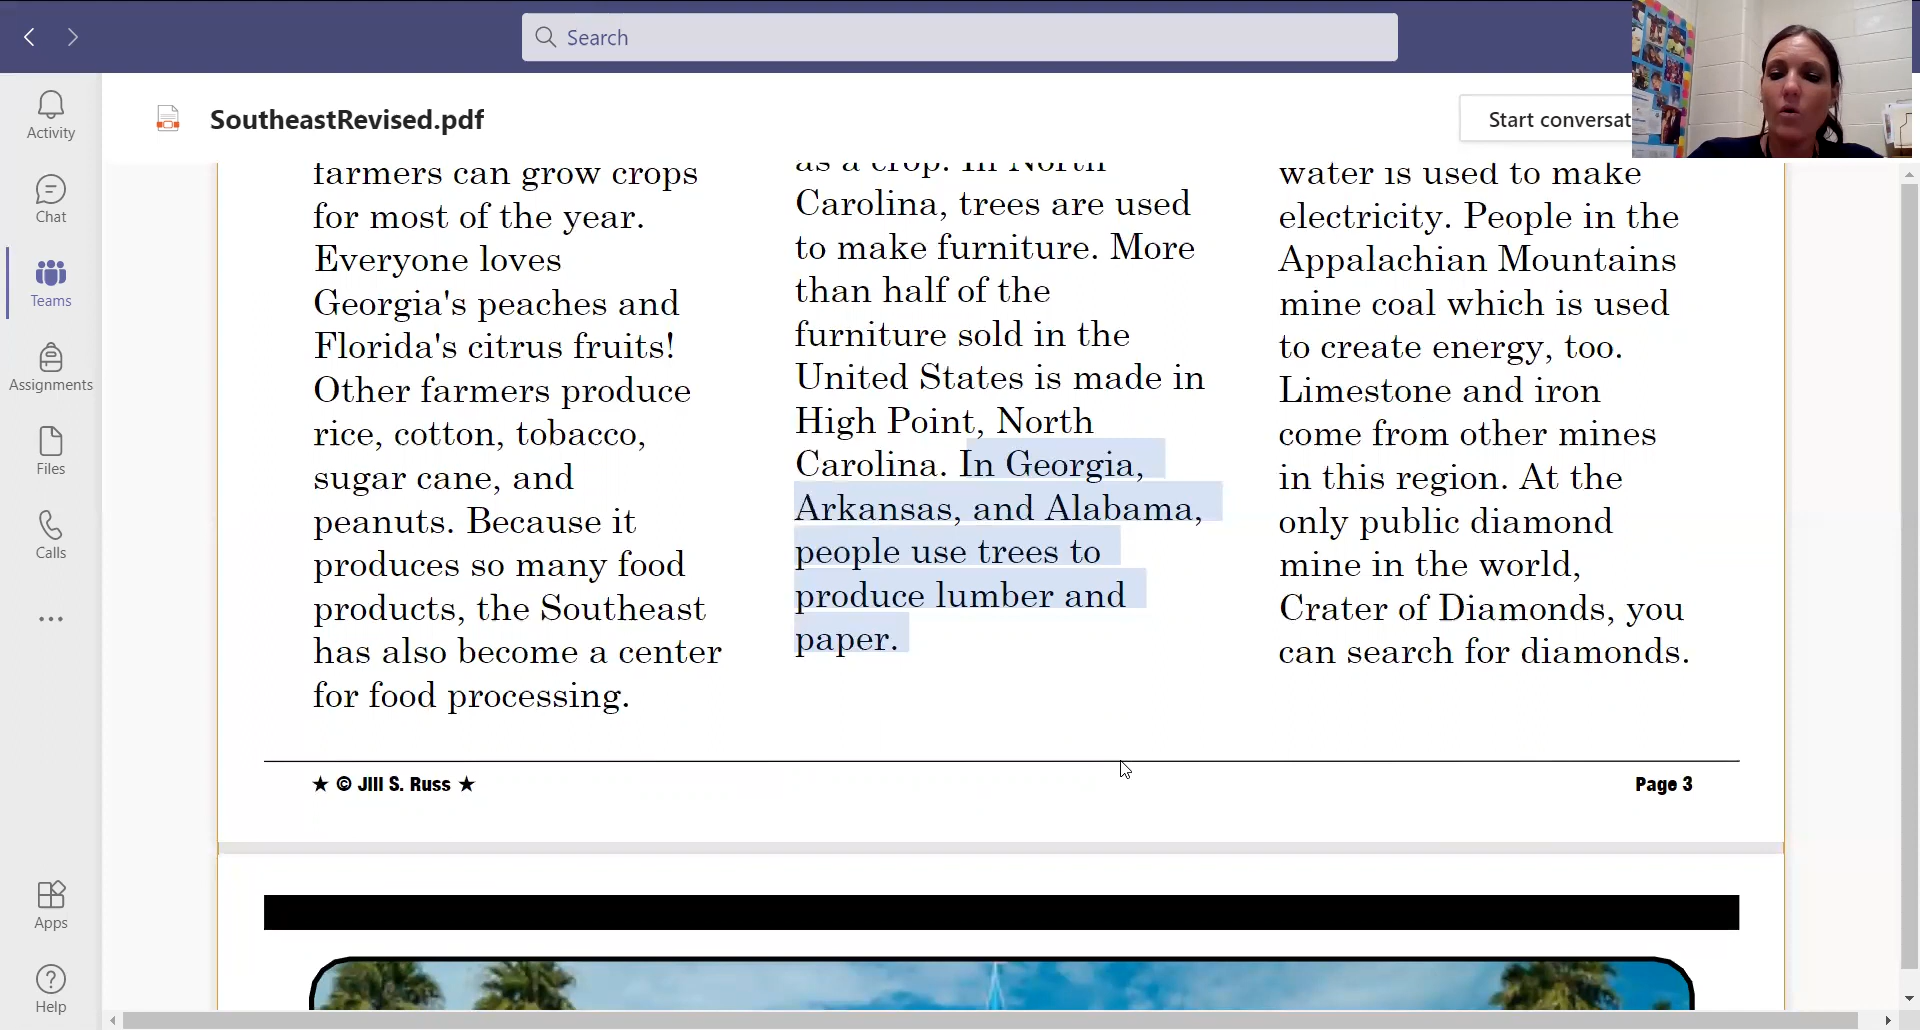 Search
Activity
Chat
Teams
Assignments
Files
Calls
Apps
Help
SoutheastRevised.pdf
Start conversat
farmers can grow crops
for most of the year.
Everyone loves
Georgia's peaches and
Florida's citrus fruits!
Other farmers produce
rice, cotton, tobacco,
sugar cane, and
peanuts. Because it
produces so many food
products, the Southeast
has also become a center
for food processing.
as a crop. In North
Carolina, trees are used
to make furniture. More
than half of the
furniture sold in the
United States is made in
High Point, North
Carolina. In Georgia,
Arkansas, and Alabama,
people use trees to
produce lumber and
paper.
water is used to make
electricity. People in the
Appalachian Mountains
mine coal which is used
to create energy, too.
Limestone and iron
come from other mines
in this region. At the
only public diamond
mine in the world,
Crater of Diamonds, you
can search for diamonds.
★ © Jill S. Russ ★
Page 3